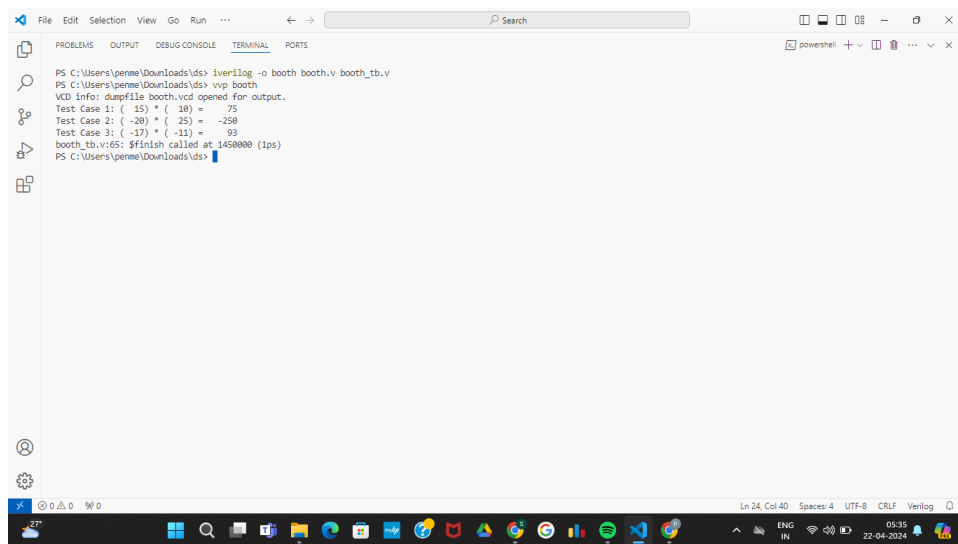 File Edit Selection View Go Run ··· Search
PROBLEMS OUTPUT DEBUG CONSOLE TERMINAL PORTS powershell
PS C:\Users\penme\Downloads\ds> iverilog -o booth booth.v booth_tb.v
PS C:\Users\penme\Downloads\ds> vvp booth
VCD info: dumpfile booth.vcd opened for output.
Test Case 1: (  15) * (  10) =     75
Test Case 2: ( -20) * (  25) =   -250
Test Case 3: ( -17) * ( -11) =     93
booth_tb.v:65: $finish called at 1450000 (1ps)
PS C:\Users\penme\Downloads\ds>
0 0 0 Ln 24, Col 40 Spaces: 4 UTF-8 CRLF Verilog
27° ENG 05:35
IN 22-04-2024